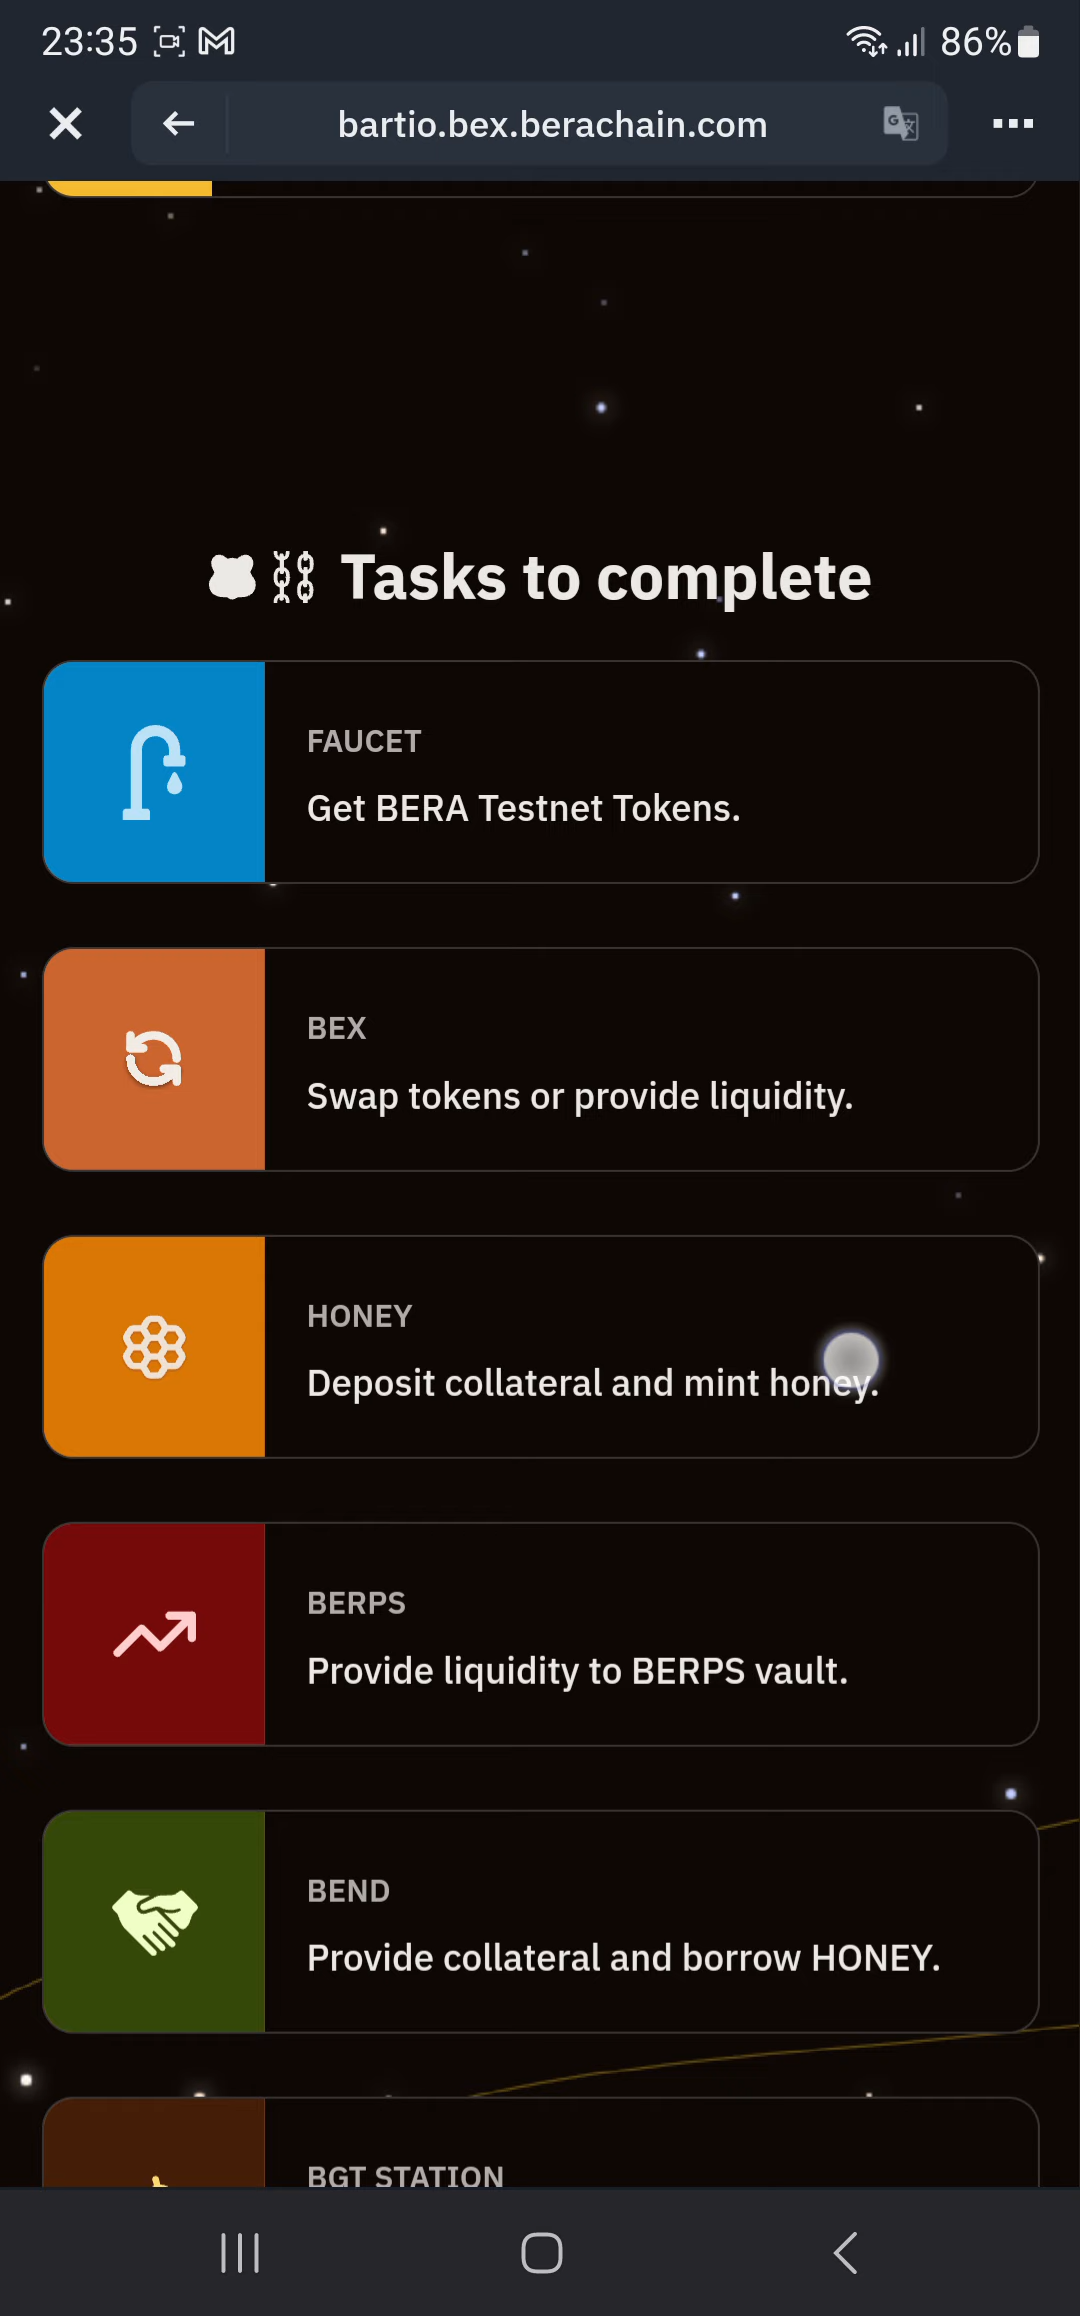 23:35
86%
bartio.bex.berachain.com
Tasks to complete
FAUCET
Get BERA Testnet Tokens.
BEX
Swap tokens or provide liquidity.
HONEY
Deposit collateral and mint honey.
BERPS
Provide liquidity to BERPS vault.
BEND
Provide collateral and borrow HONEY.
BGT STATION